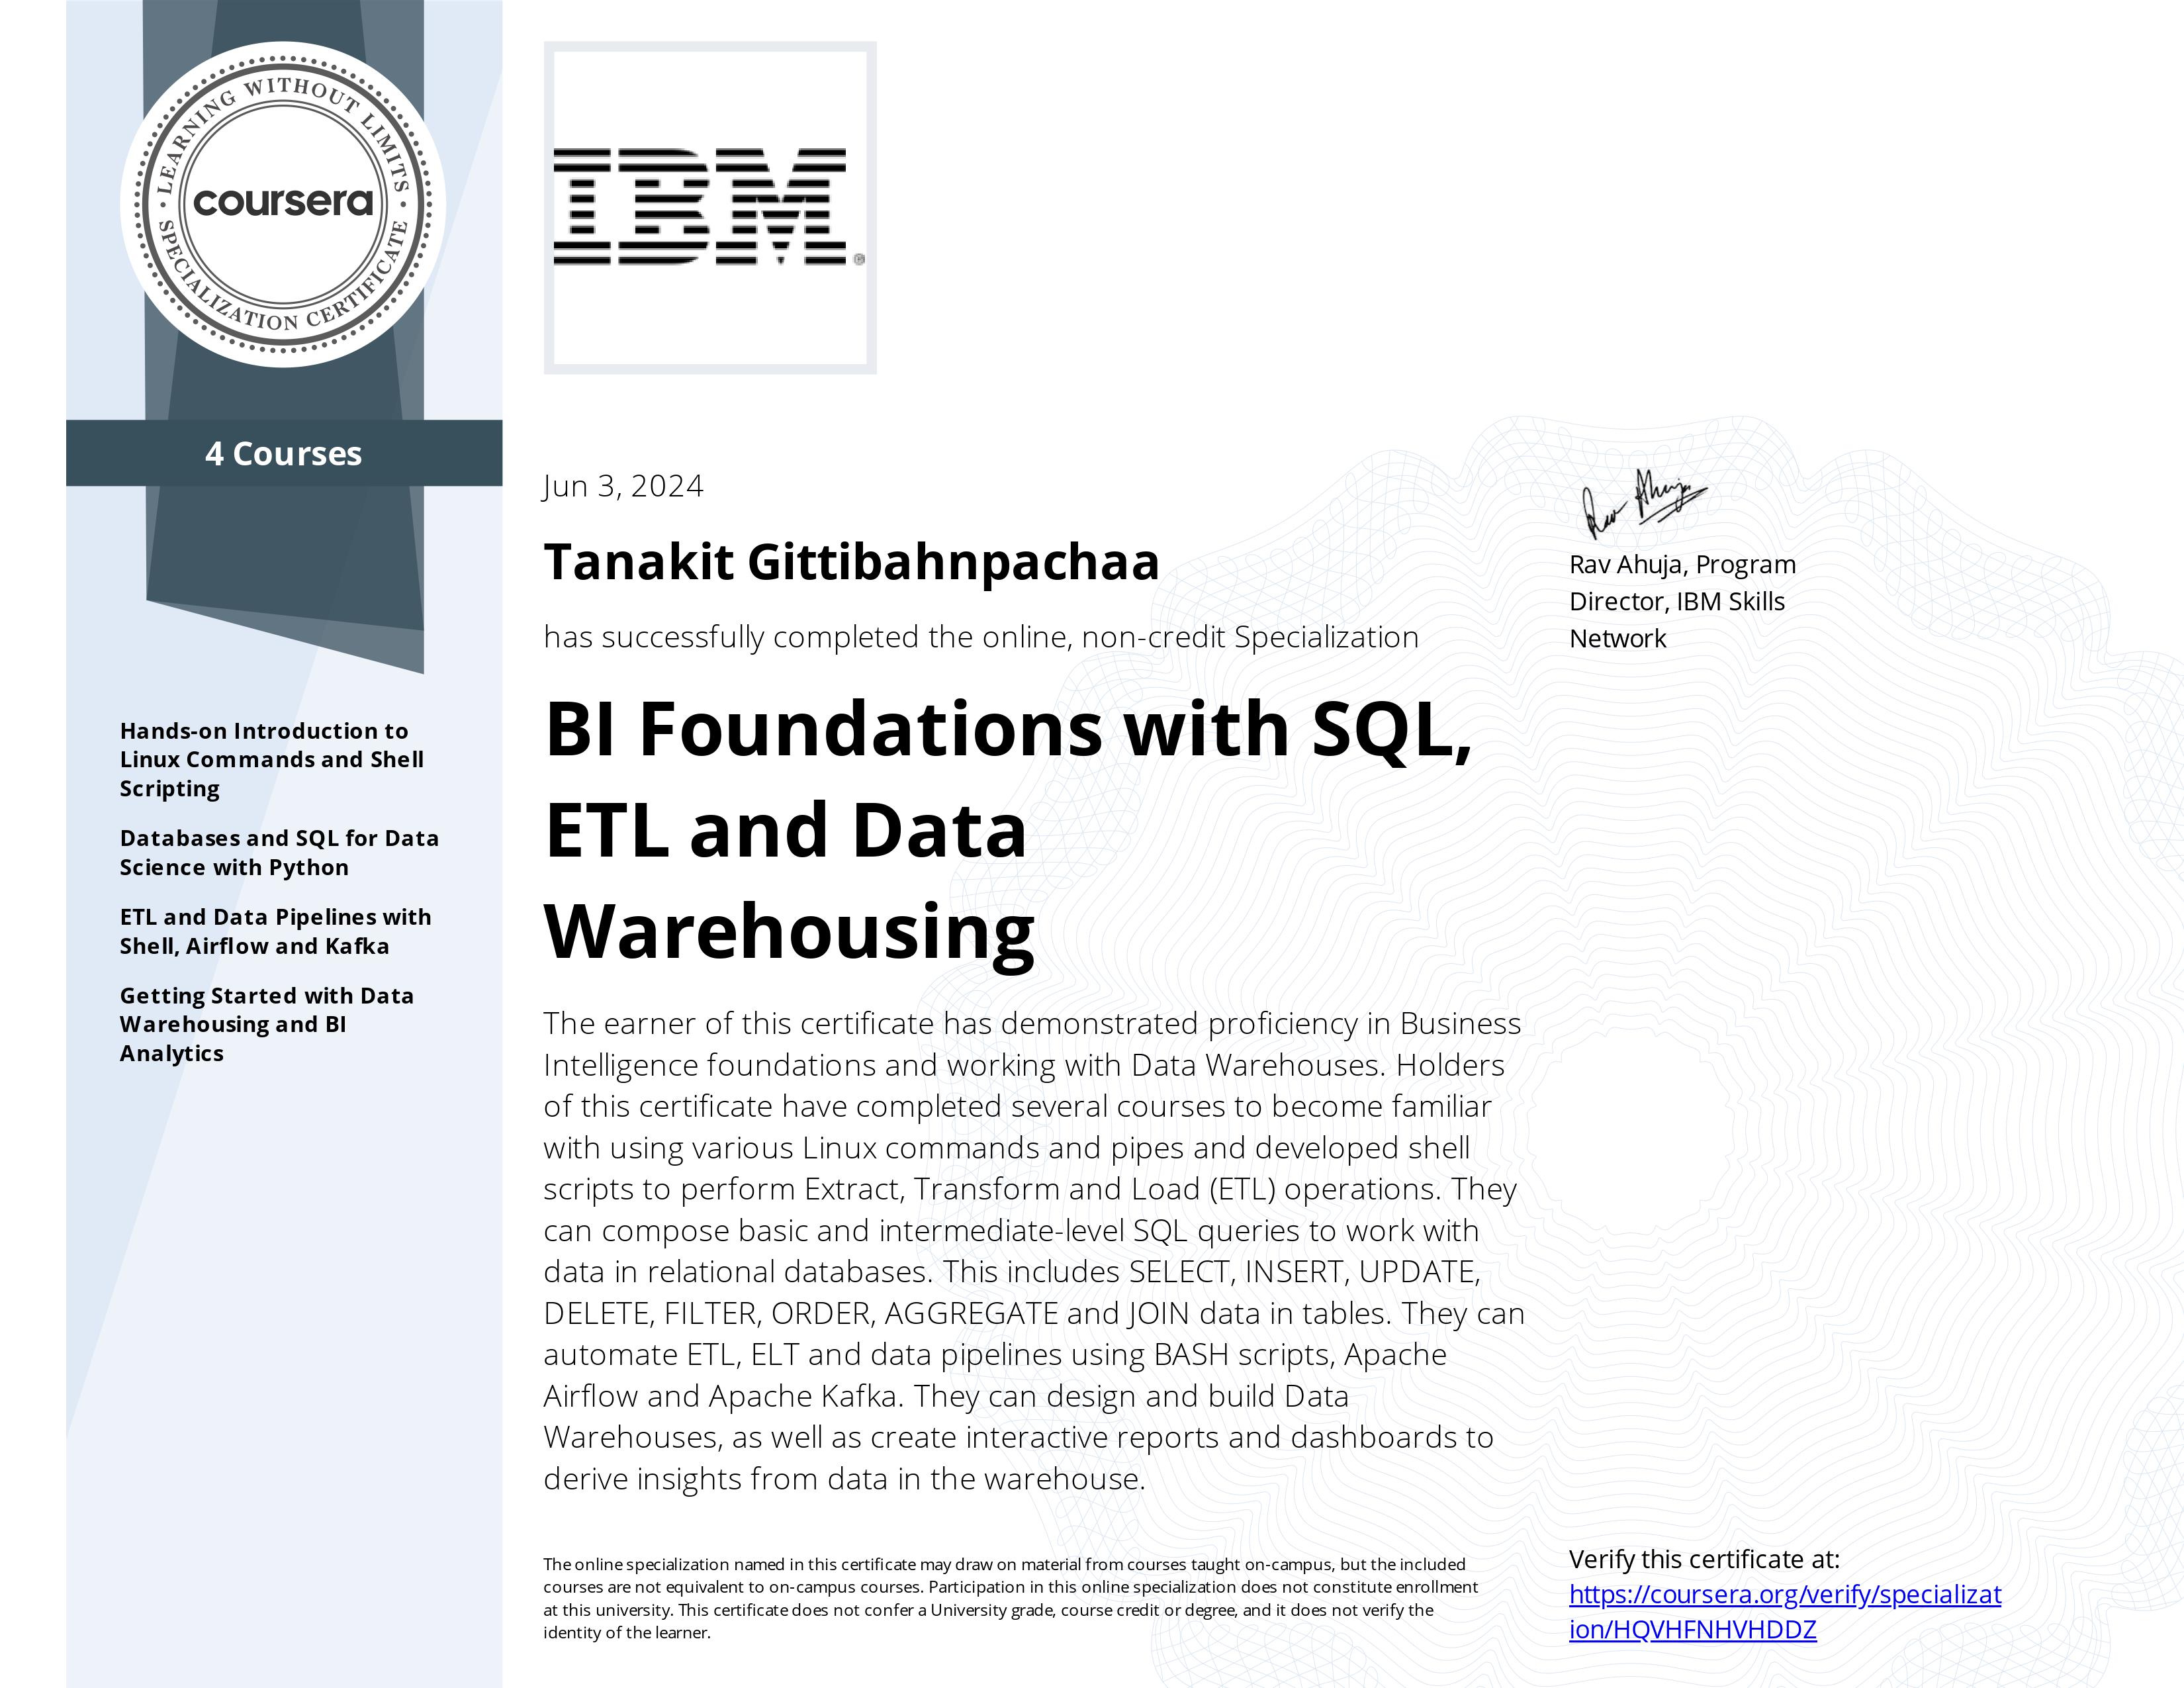 LEARNING WITHOUT LIMITS
coursera
SPECIALIZATION CERTIFICATE
IBM
4 Courses
Hands-on Introduction to
Linux Commands and Shell
Scripting
Databases and SQL for Data
Science with Python
ETL and Data Pipelines with
Shell, Airflow and Kafka
Getting Started with Data
Warehousing and BI
Analytics
Jun 3, 2024
Tanakit Gittibahnpachaa
has successfully completed the online, non-credit Specialization
BI Foundations with SQL,
ETL and Data
Warehousing
The earner of this certificate has demonstrated proficiency in Business
Intelligence foundations and working with Data Warehouses. Holders
of this certificate have completed several courses to become familiar
with using various Linux commands and pipes and developed shell
scripts to perform Extract, Transform and Load (ETL) operations. They
can compose basic and intermediate-level SQL queries to work with
data in relational databases. This includes SELECT, INSERT, UPDATE,
DELETE, FILTER, ORDER, AGGREGATE and JOIN data in tables. They can
automate ETL, ELT and data pipelines using BASH scripts, Apache
Airflow and Apache Kafka. They can design and build Data
Warehouses, as well as create interactive reports and dashboards to
derive insights from data in the warehouse.
Rav Ahuja
Rav Ahuja, Program
Director, IBM Skills
Network
The online specialization named in this certificate may draw on material from courses taught on-campus, but the included
courses are not equivalent to on-campus courses. Participation in this online specialization does not constitute enrollment
at this university. This certificate does not confer a University grade, course credit or degree, and it does not verify the
identity of the learner.
Verify this certificate at:
https://coursera.org/verify/specializat
ion/HQVHFNHVHDDZ